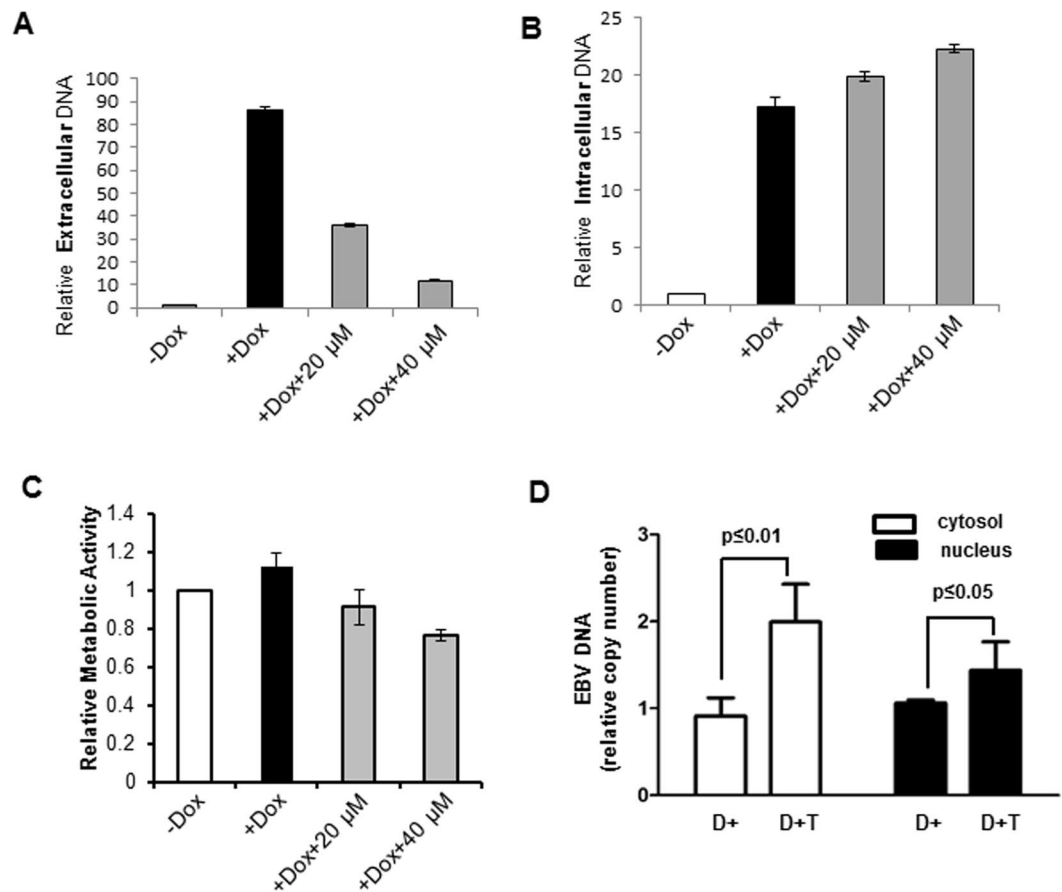 A
Relative Extracellular DNA
100
90
80
70
60
50
40
30
20
10
0
-Dox
+Dox
+Dox+20 µM
+Dox+40 µM
B
Relative Intracellular DNA
25
20
15
10
5
0
-Dox
+Dox
+Dox+20 µM
+Dox+40 µM
C
Relative Metabolic Activity
1.4
1.2
1
0.8
0.6
0.4
0.2
0
-Dox
+Dox
+Dox+20 µM
+Dox+40 µM
D
EBV DNA
(relative copy number)
3
2
1
0
cytosol
nucleus
p≤0.01
p≤0.05
D+
D+T
D+
D+T